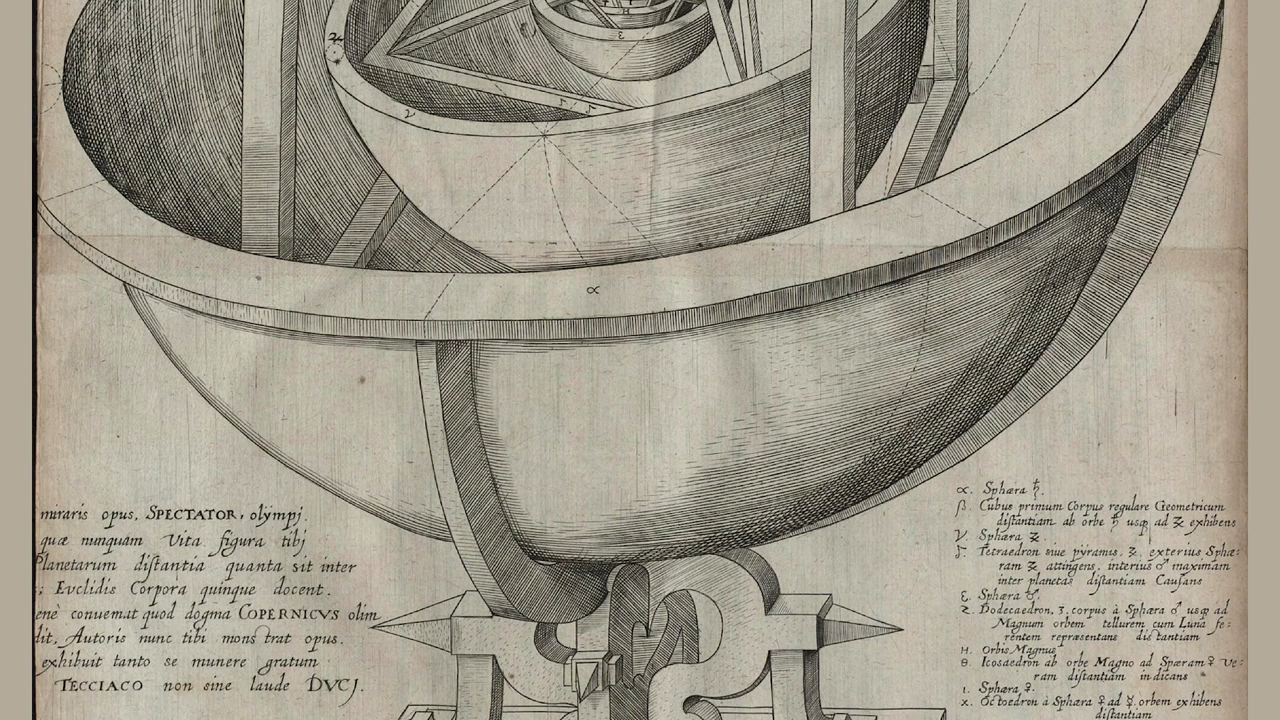 miraris opus, SPECTATOR, olÿmpj.
quæ nunquam Vita figura tibj
Planetarum distantia quanta sit inter
Euclidis Corpora quinque docent.
conuemat quod dogma COPERNICVS olim
dit, Autoris nunc tibi monstrat opus.
exhibuit tanto se munere gratum
TECCIACO non sine laude DVCJ.
α
α. Sphæra ♄.
β. Cubus primum Corpus regulare Geometricum
distantiam ab orbe ♄ usq ad ♃ exhibens
γ. Sphæra ♃.
δ. Tetraedron siue pÿramis. ♃. exterius Sphæ:
ram ♃ attingens, interius ♂ maximam
inter planetas distantiam Causans
ε. Sphæra ♂.
ζ. Dodecaedron, 3. corpus à Sphæra ♂ usq ad
Magnum orbem tellurem cum Luna fe:
rentem repræsentans distantiam
η. Orbis Magnus
θ. Icosaedron ab orbe Magno ad Spæram ♀ Ve:
ram distantiam indicans
ι. Sphæra ♀.
κ. Octoedron à Sphæra ♀ ad ☿ orbem exhibens
distantiam